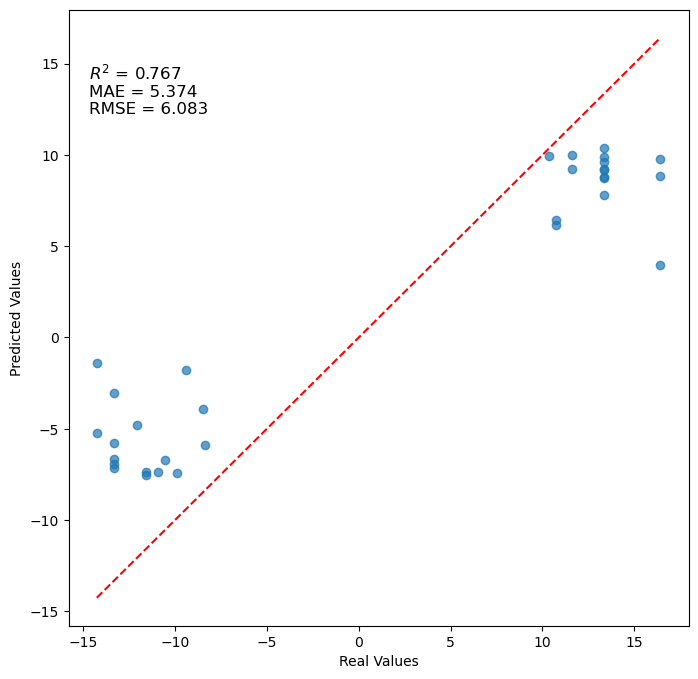 R² = 0.767
MAE = 5.374
RMSE = 6.083
Predicted Values
15
10
5
0
−5
−10
−15
−15
−10
−5
0
5
10
15
Real Values